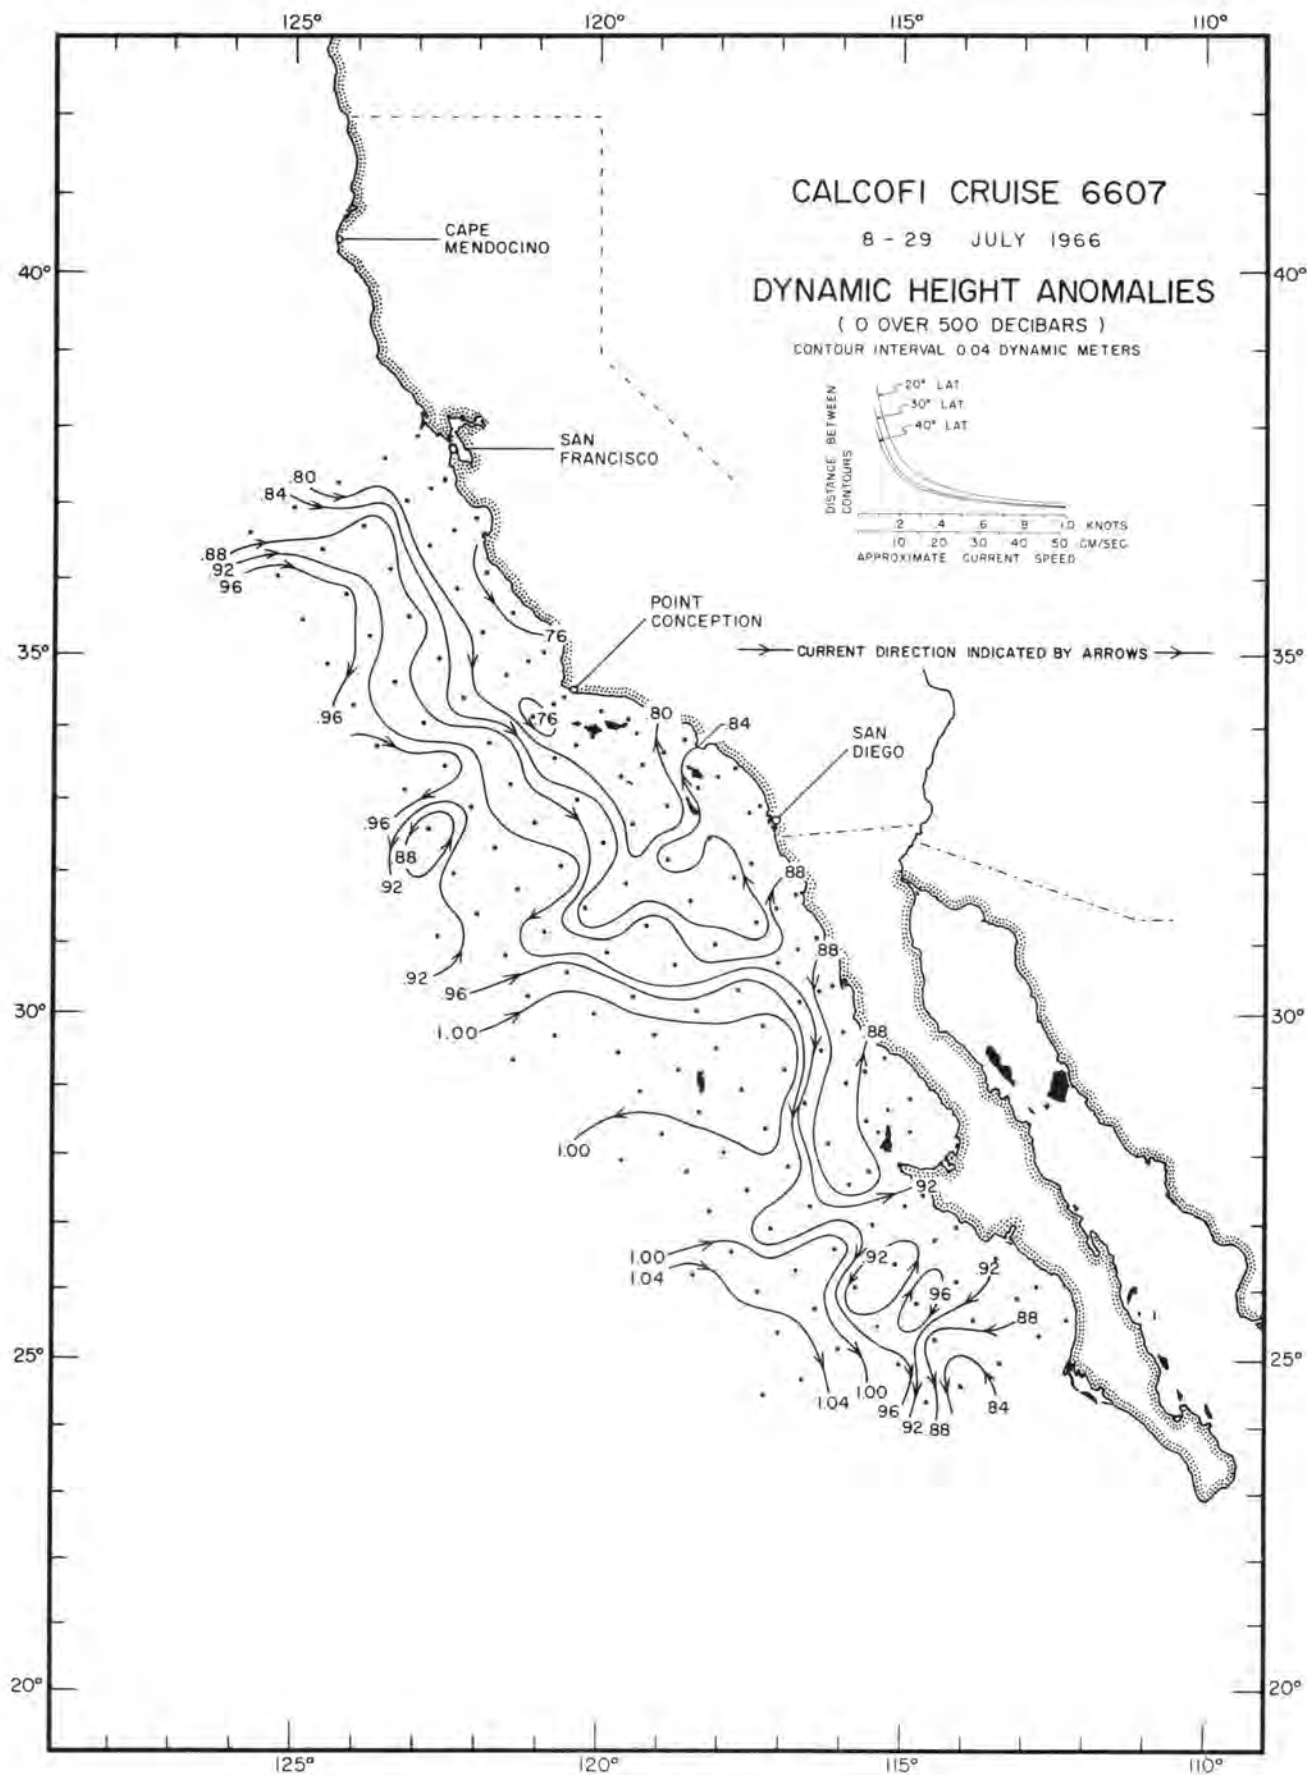 125° 120° 115° 110°
CALCOFI CRUISE 6607
8 - 29 JULY 1966
DYNAMIC HEIGHT ANOMALIES
( O OVER 500 DECIBARS )
CONTOUR INTERVAL 0.04 DYNAMIC METERS
CAPE
MENDOCINO
40° 40°
20° LAT.
30° LAT.
40° LAT.
DISTANCE BETWEEN
CONTOURS
.2 .4 .6 .8 1.0 KNOTS
10 20 30 40 50 CM/SEC
APPROXIMATE CURRENT SPEED
SAN
FRANCISCO
.80
.84
.88
.92
.96
POINT
CONCEPTION
.76
35° 35°
CURRENT DIRECTION INDICATED BY ARROWS
.96
.76
.80
.84
SAN
DIEGO
.96
.88
.92
.88
.92
.96
1.00
.88
30° 30°
.88
1.00
.92
1.00
1.04
.92
.92
.96
.88
25° 25°
1.04
1.00
.96
.92
.88
.84
20° 20°
125° 120° 115° 110°